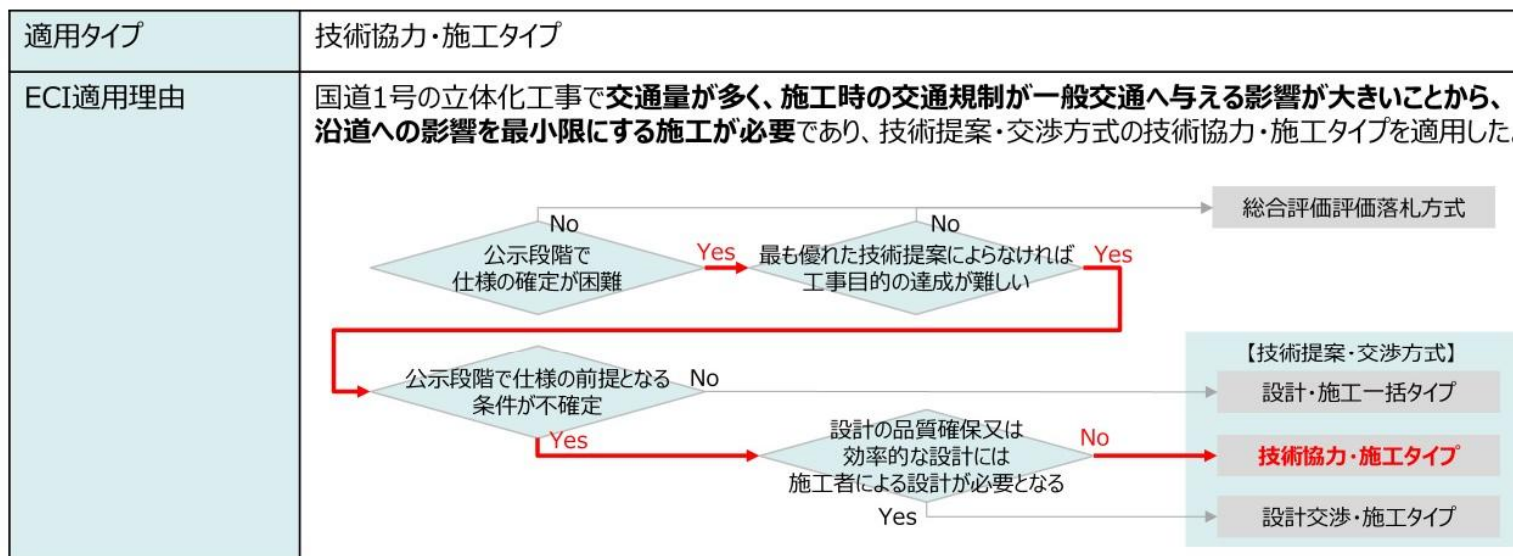 適用タイプ
技術協力・施工タイプ
ECI適用理由
国道1号の立体化工事で交通量が多く、施工時の交通規制が一般交通へ与える影響が大きいことから、
沿道への影響を最小限にする施工が必要であり、技術提案・交渉方式の技術協力・施工タイプを適用した。
総合評価評価落札方式
No
No
公示段階で
仕様の確定が困難
Yes
最も優れた技術提案によらなければ
工事目的の達成が難しい
Yes
【技術提案・交渉方式】
公示段階で仕様の前提となる
条件が不確定
No
設計・施工一括タイプ
Yes
設計の品質確保又は
効率的な設計には
施工者による設計が必要となる
No
技術協力・施工タイプ
Yes
設計交渉・施工タイプ